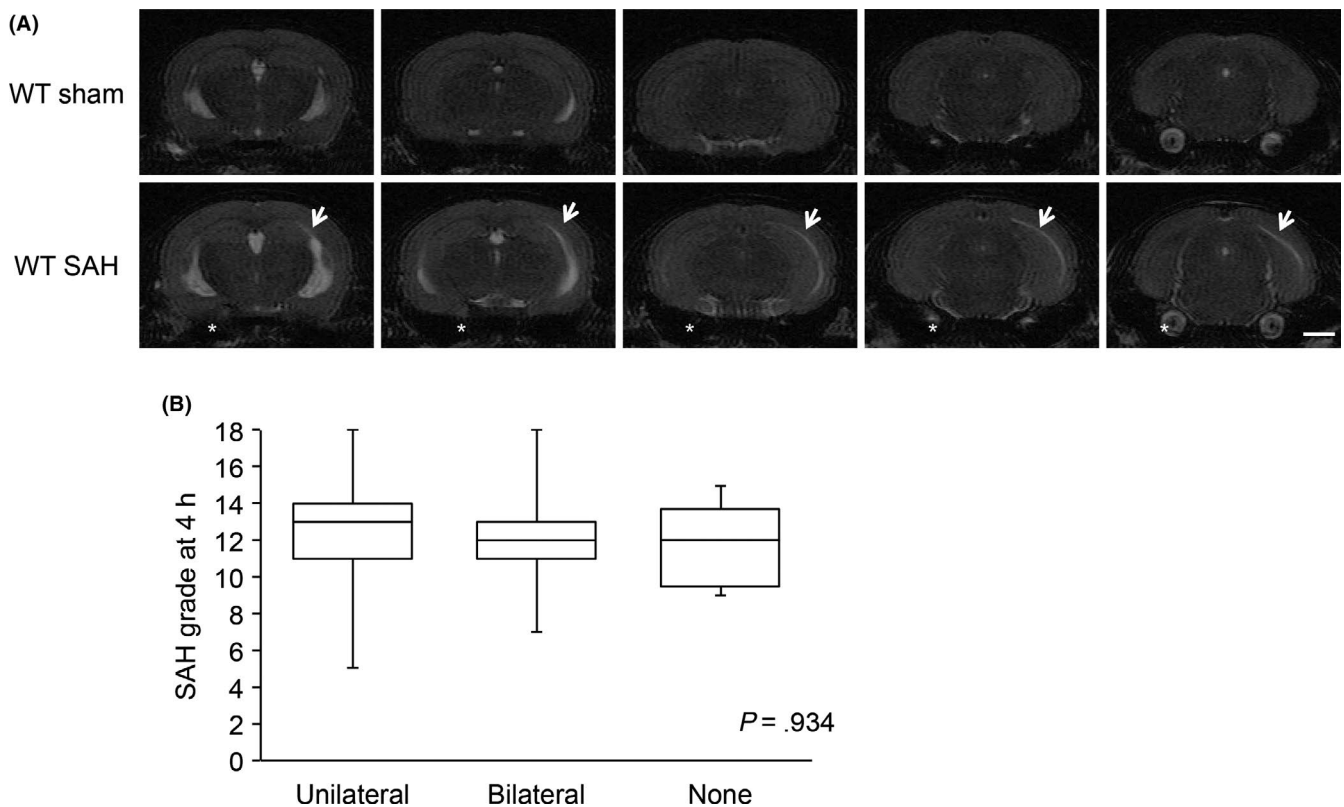 (A)
WT sham
WT SAH
* * * * *
(B)
SAH grade at 4 h
18
16
14
12
10
8
6
4
2
0
P = .934
Unilateral Bilateral None